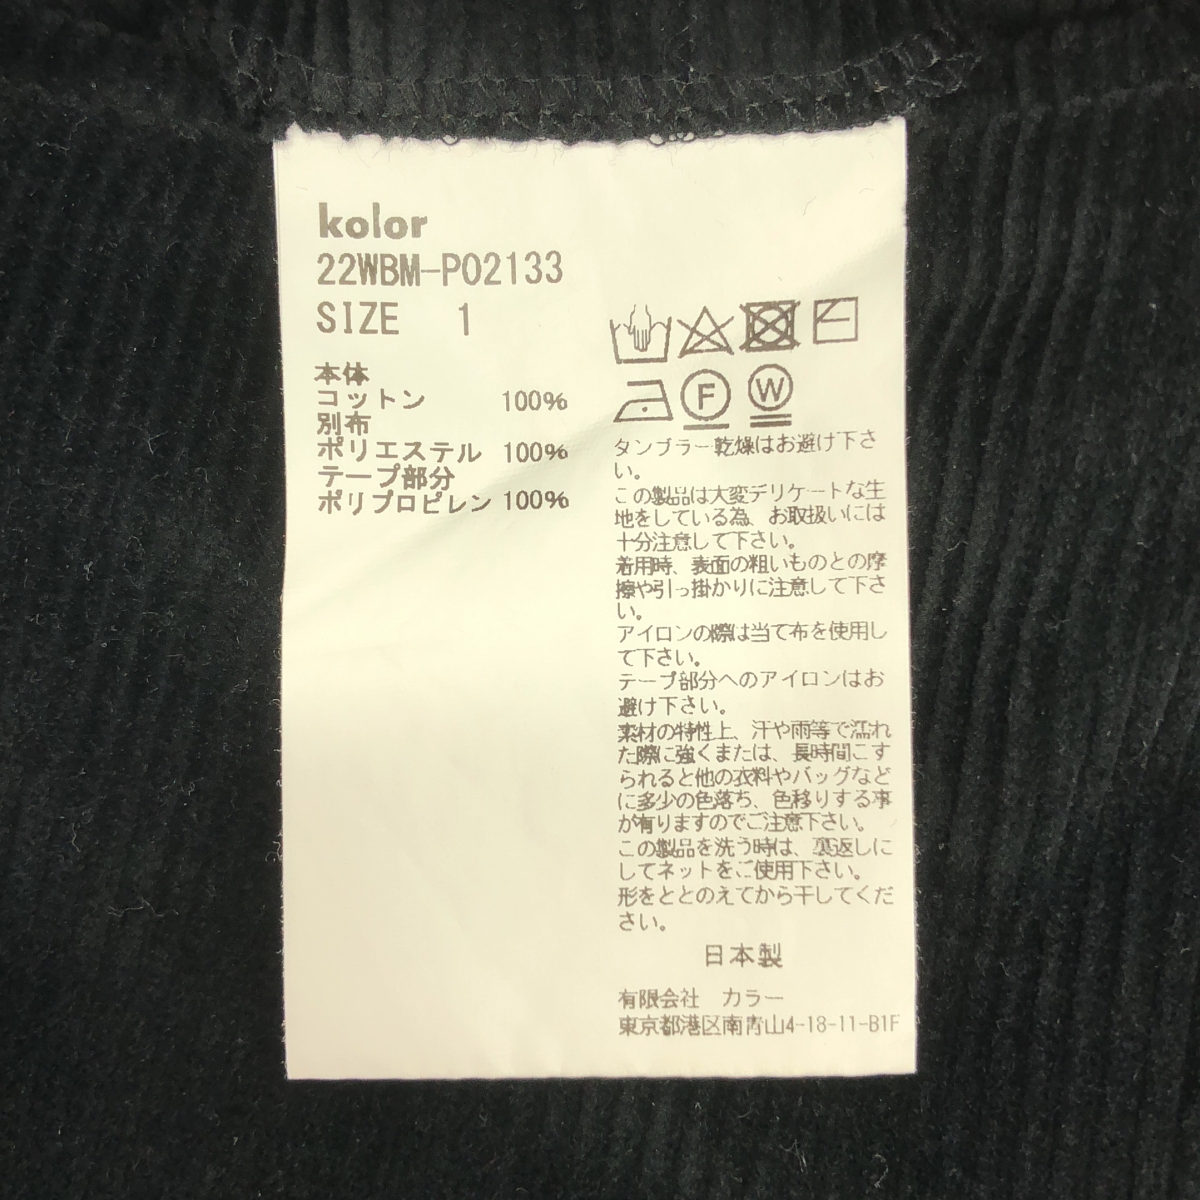 kolor
22WBM-P02133
SIZE 1
本体
コットン 100%
別布
ポリエステル 100%
テープ部分
ポリプロピレン 100%
F
W
タンブラー乾燥はお避け下さ
い。
この製品は大変デリケートな生
地をしている為、お取扱いには
十分注意して下さい。
着用時、表面の粗いものとの摩
擦や引っ掛かりに注意して下さ
い。
アイロンの際は当て布を使用し
て下さい。
テープ部分へのアイロンはお
避け下さい。
素材の特性上、汗や雨等で濡れ
た際に強くまたは、長時間こす
られると他の衣料やバッグなど
に多少の色落ち、色移りする事
が有りますのでご注意下さい。
この製品を洗う時は、裏返しに
してネットをご使用下さい。
形をととのえてから干してくだ
さい。
日本製
有限会社 カラー
東京都港区南青山4-18-11-B1F